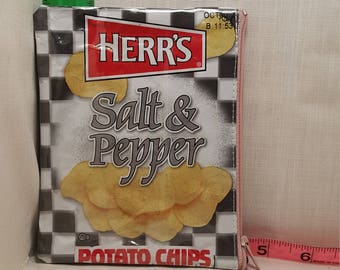 HERR'S
Salt &
Pepper
POTATO CHIPS
5 6